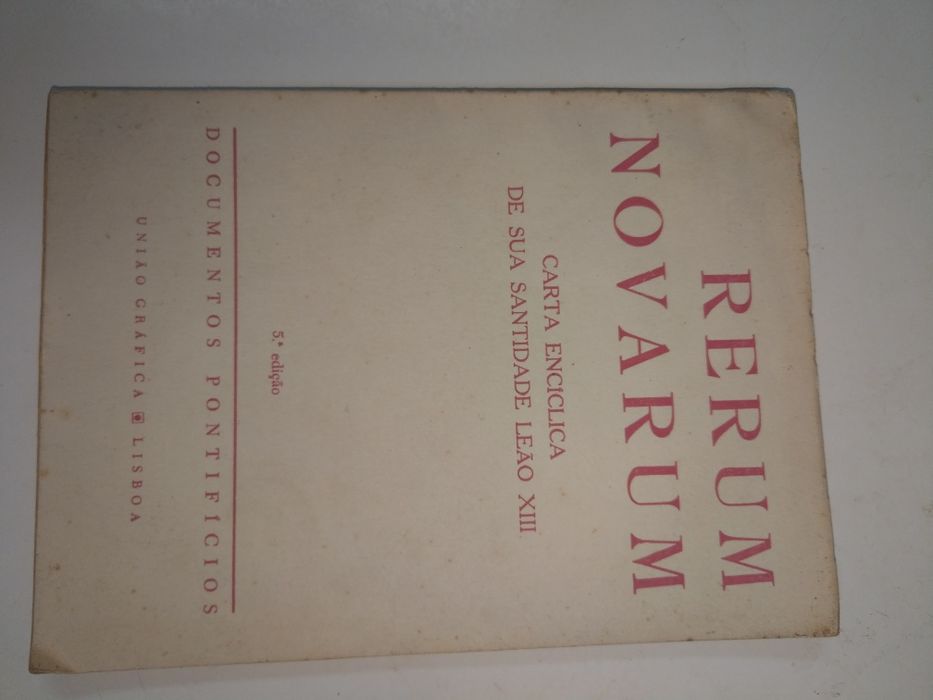 RERUM
NOVARUM
CARTA ENCÍCLICA
DE SUA SANTIDADE LEÃO XIII
5.ª edição
DOCUMENTOS PONTIFÍCIOS
UNIÃO GRÁFICA LISBOA